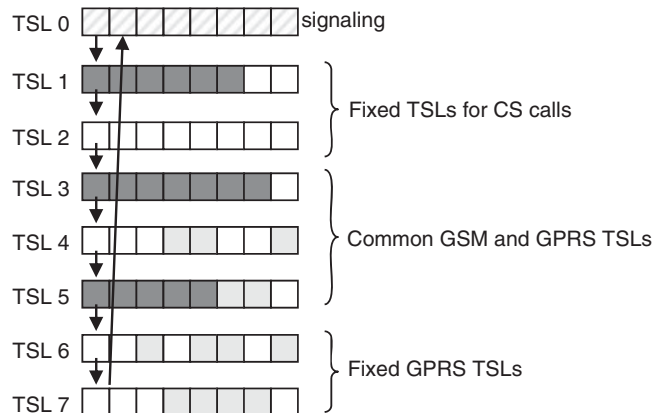 TSL 0 signaling
TSL 1
Fixed TSLs for CS calls
TSL 2
TSL 3
TSL 4 Common GSM and GPRS TSLs
TSL 5
TSL 6
Fixed GPRS TSLs
TSL 7